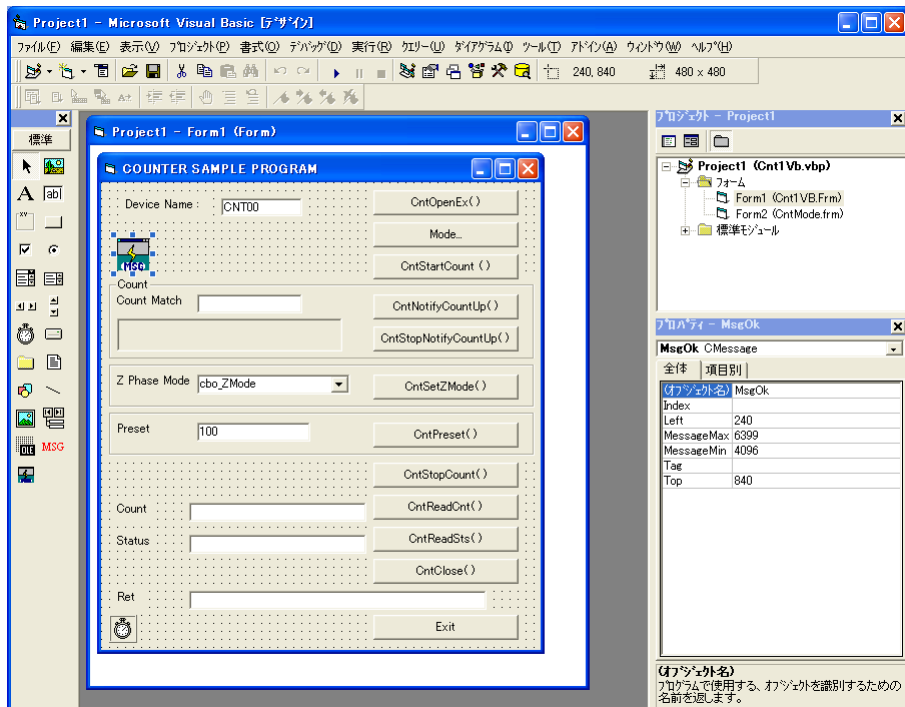 Project1 - Microsoft Visual Basic [ﾃﾞｻﾞｲﾝ]
ﾌｧｲﾙ(F) 編集(E) 表示(V) ﾌﾟﾛｼﾞｪｸﾄ(P) 書式(O) ﾃﾞﾊﾞｯｸﾞ(D) 実行(R) ｸｴﾘｰ(U) ﾀﾞｲｱｸﾞﾗﾑ(I) ﾂｰﾙ(T) ｱﾄﾞｲﾝ(A) ｳｨﾝﾄﾞｳ(W) ﾍﾙﾌﾟ(H)
240, 840
480 x 480
標準
A
ab
xy
OLE
MSG
Project1 - Form1 (Form)
COUNTER SAMPLE PROGRAM
Device Name :
CNT00
CntOpenEx()
Mode...
MSG
CntStartCount ()
Count
Count Match
CntNotifyCountUp()
CntStopNotifyCountUp()
Z Phase Mode
cbo_ZMode
CntSetZMode()
Preset
100
CntPreset()
CntStopCount()
Count
CntReadCnt()
Status
CntReadSts()
CntClose()
Ret
Exit
ﾌﾟﾛｼﾞｪｸﾄ - Project1
Project1 (Cnt1Vb.vbp)
ﾌｫｰﾑ
Form1 (Cnt1VB.Frm)
Form2 (CntMode.frm)
標準ﾓｼﾞｭｰﾙ
ﾌﾟﾛﾊﾟﾃｨ - MsgOk
MsgOk CMessage
全体 項目別
(ｵﾌﾞｼﾞｪｸﾄ名) MsgOk
Index
Left 240
MessageMax 6399
MessageMin 4096
Tag
Top 840
(ｵﾌﾞｼﾞｪｸﾄ名)
ﾌﾟﾛｸﾞﾗﾑで使用する、ｵﾌﾞｼﾞｪｸﾄを識別するための
名前を返します。